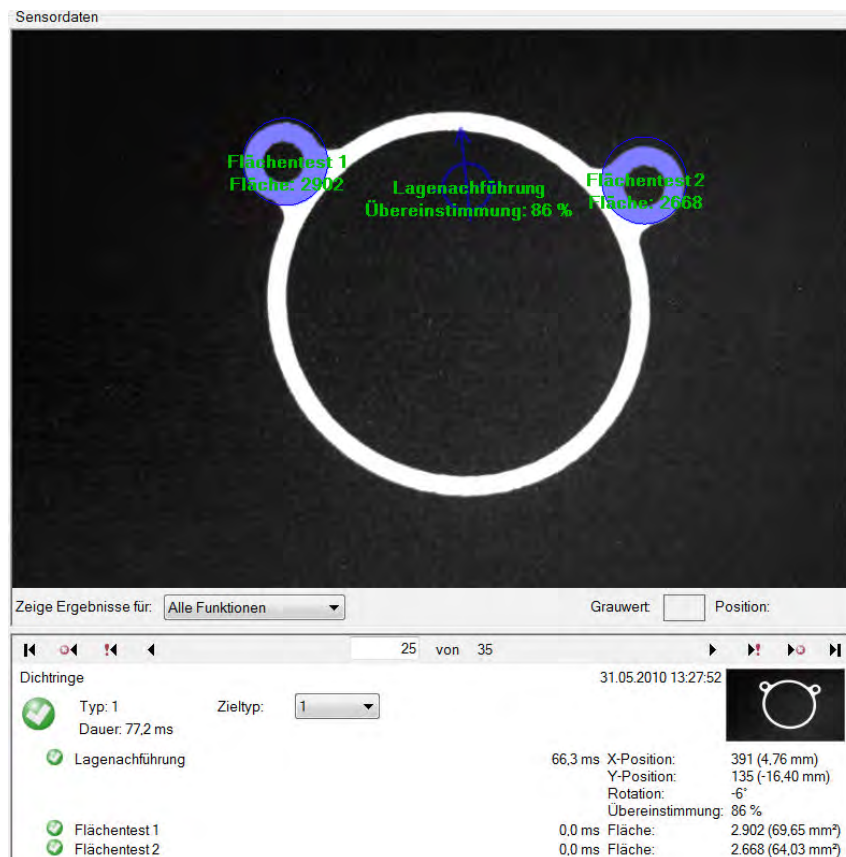 Sensordaten
Flächentest 1
Fläche: 2902
Lagenachführung
Übereinstimmung: 86 %
Flächentest 2
Fläche: 2668
Zeige Ergebnisse für: Alle Funktionen Grauwert: Position:
25 von 35
Dichtringe 31.05.2010 13:27:52
Typ: 1 Zieltyp: 1
Dauer: 77,2 ms
Lagenachführung 66,3 ms X-Position: 391 (4,76 mm)
Y-Position: 135 (-16,40 mm)
Rotation: -6°
Übereinstimmung: 86 %
Flächentest 1 0,0 ms Fläche: 2.902 (69,65 mm²)
Flächentest 2 0,0 ms Fläche: 2.668 (64,03 mm²)